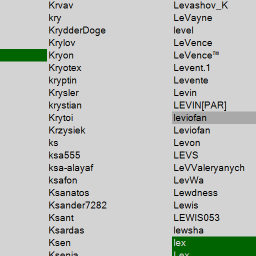 Krvav
kry
KrydderDoge
Krylov
Kryon
Kryotex
kryptin
Krysler
krystian
Krytoi
Krzysiek
ks
ksa555
ksa-alayaf
ksafon
Ksanatos
Ksander7282
Ksant
Ksardas
Ksen
Ksenia
Levashov_K
LeVayne
level
LeVence
LeVence™
Levent.1
Levente
Levin
LEVIN[PAR]
leviofan
Leviofan
Levon
LEVS
LeVValeryanych
LevWa
Lewdness
Lewis
LEWIS053
lewsha
lex
Lex